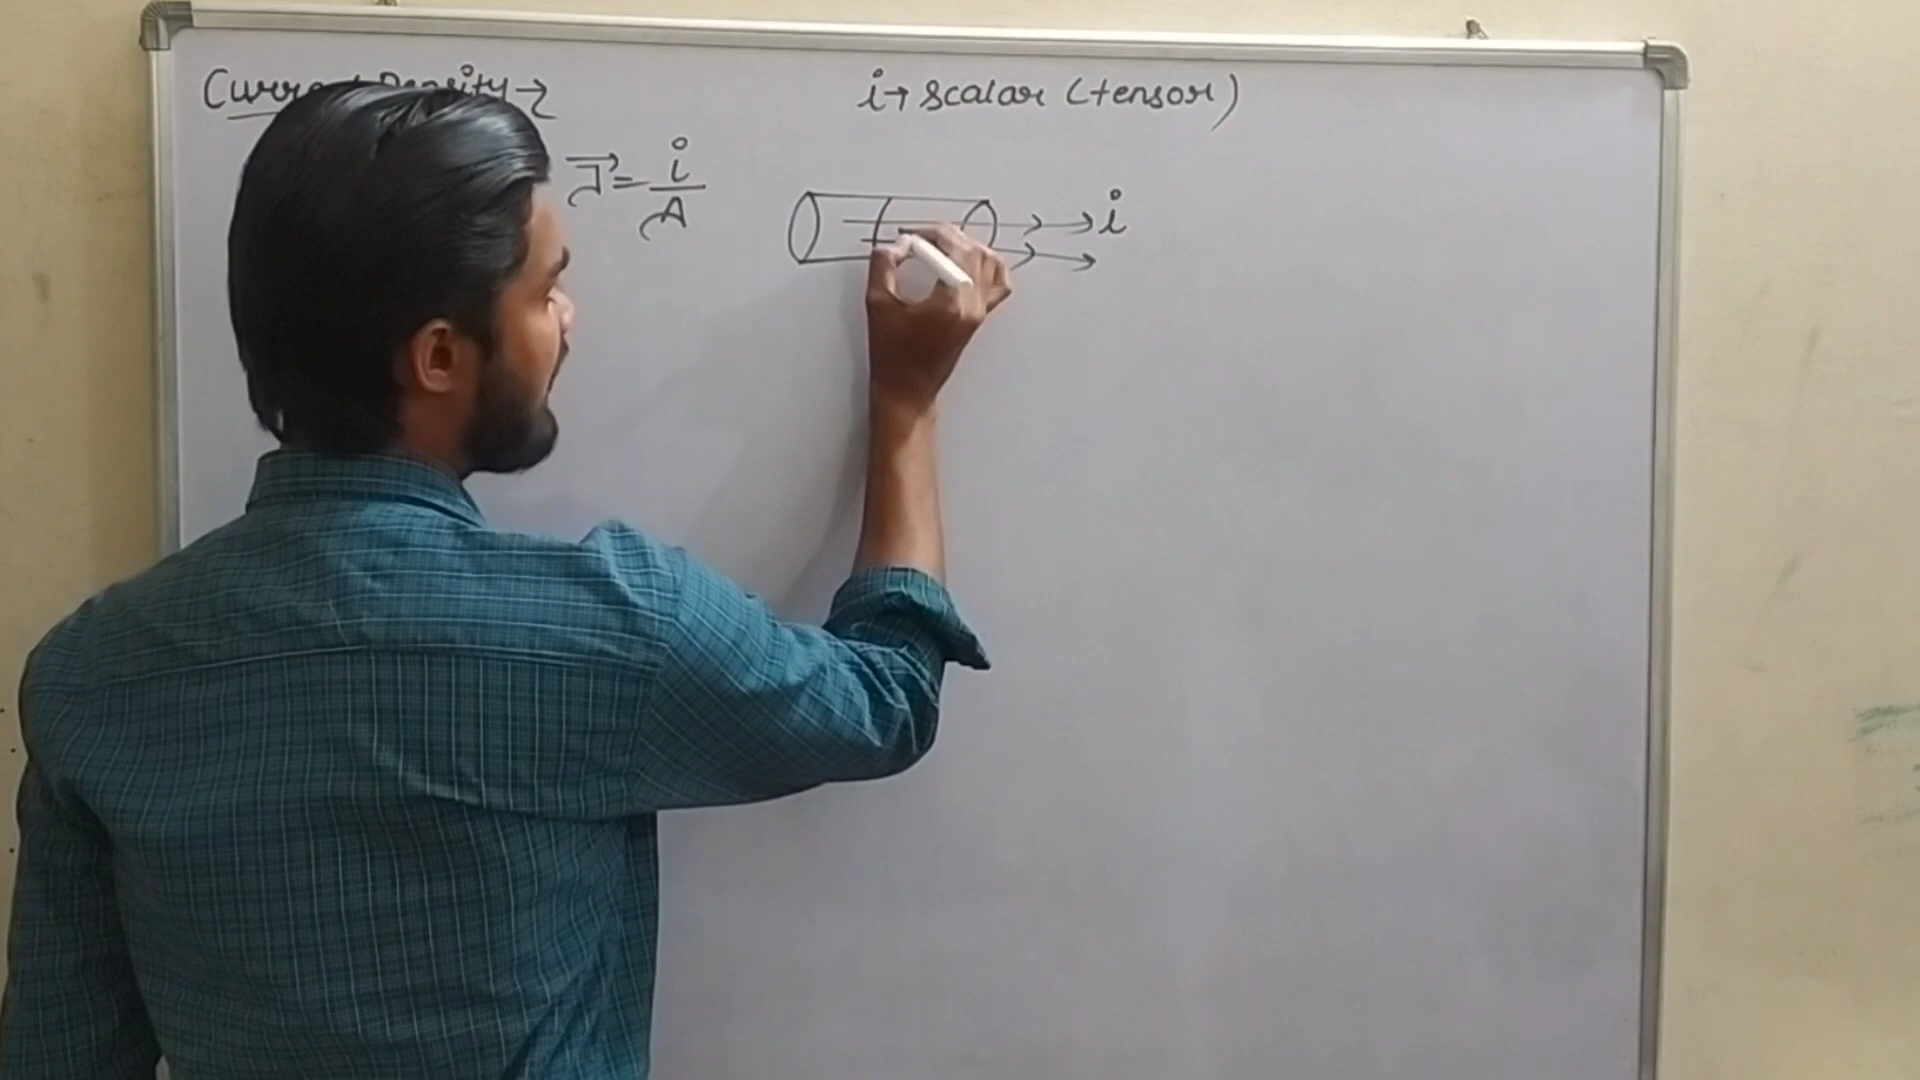 Current Density →
i → scalar (tensor)
J⃗ = i/A
i